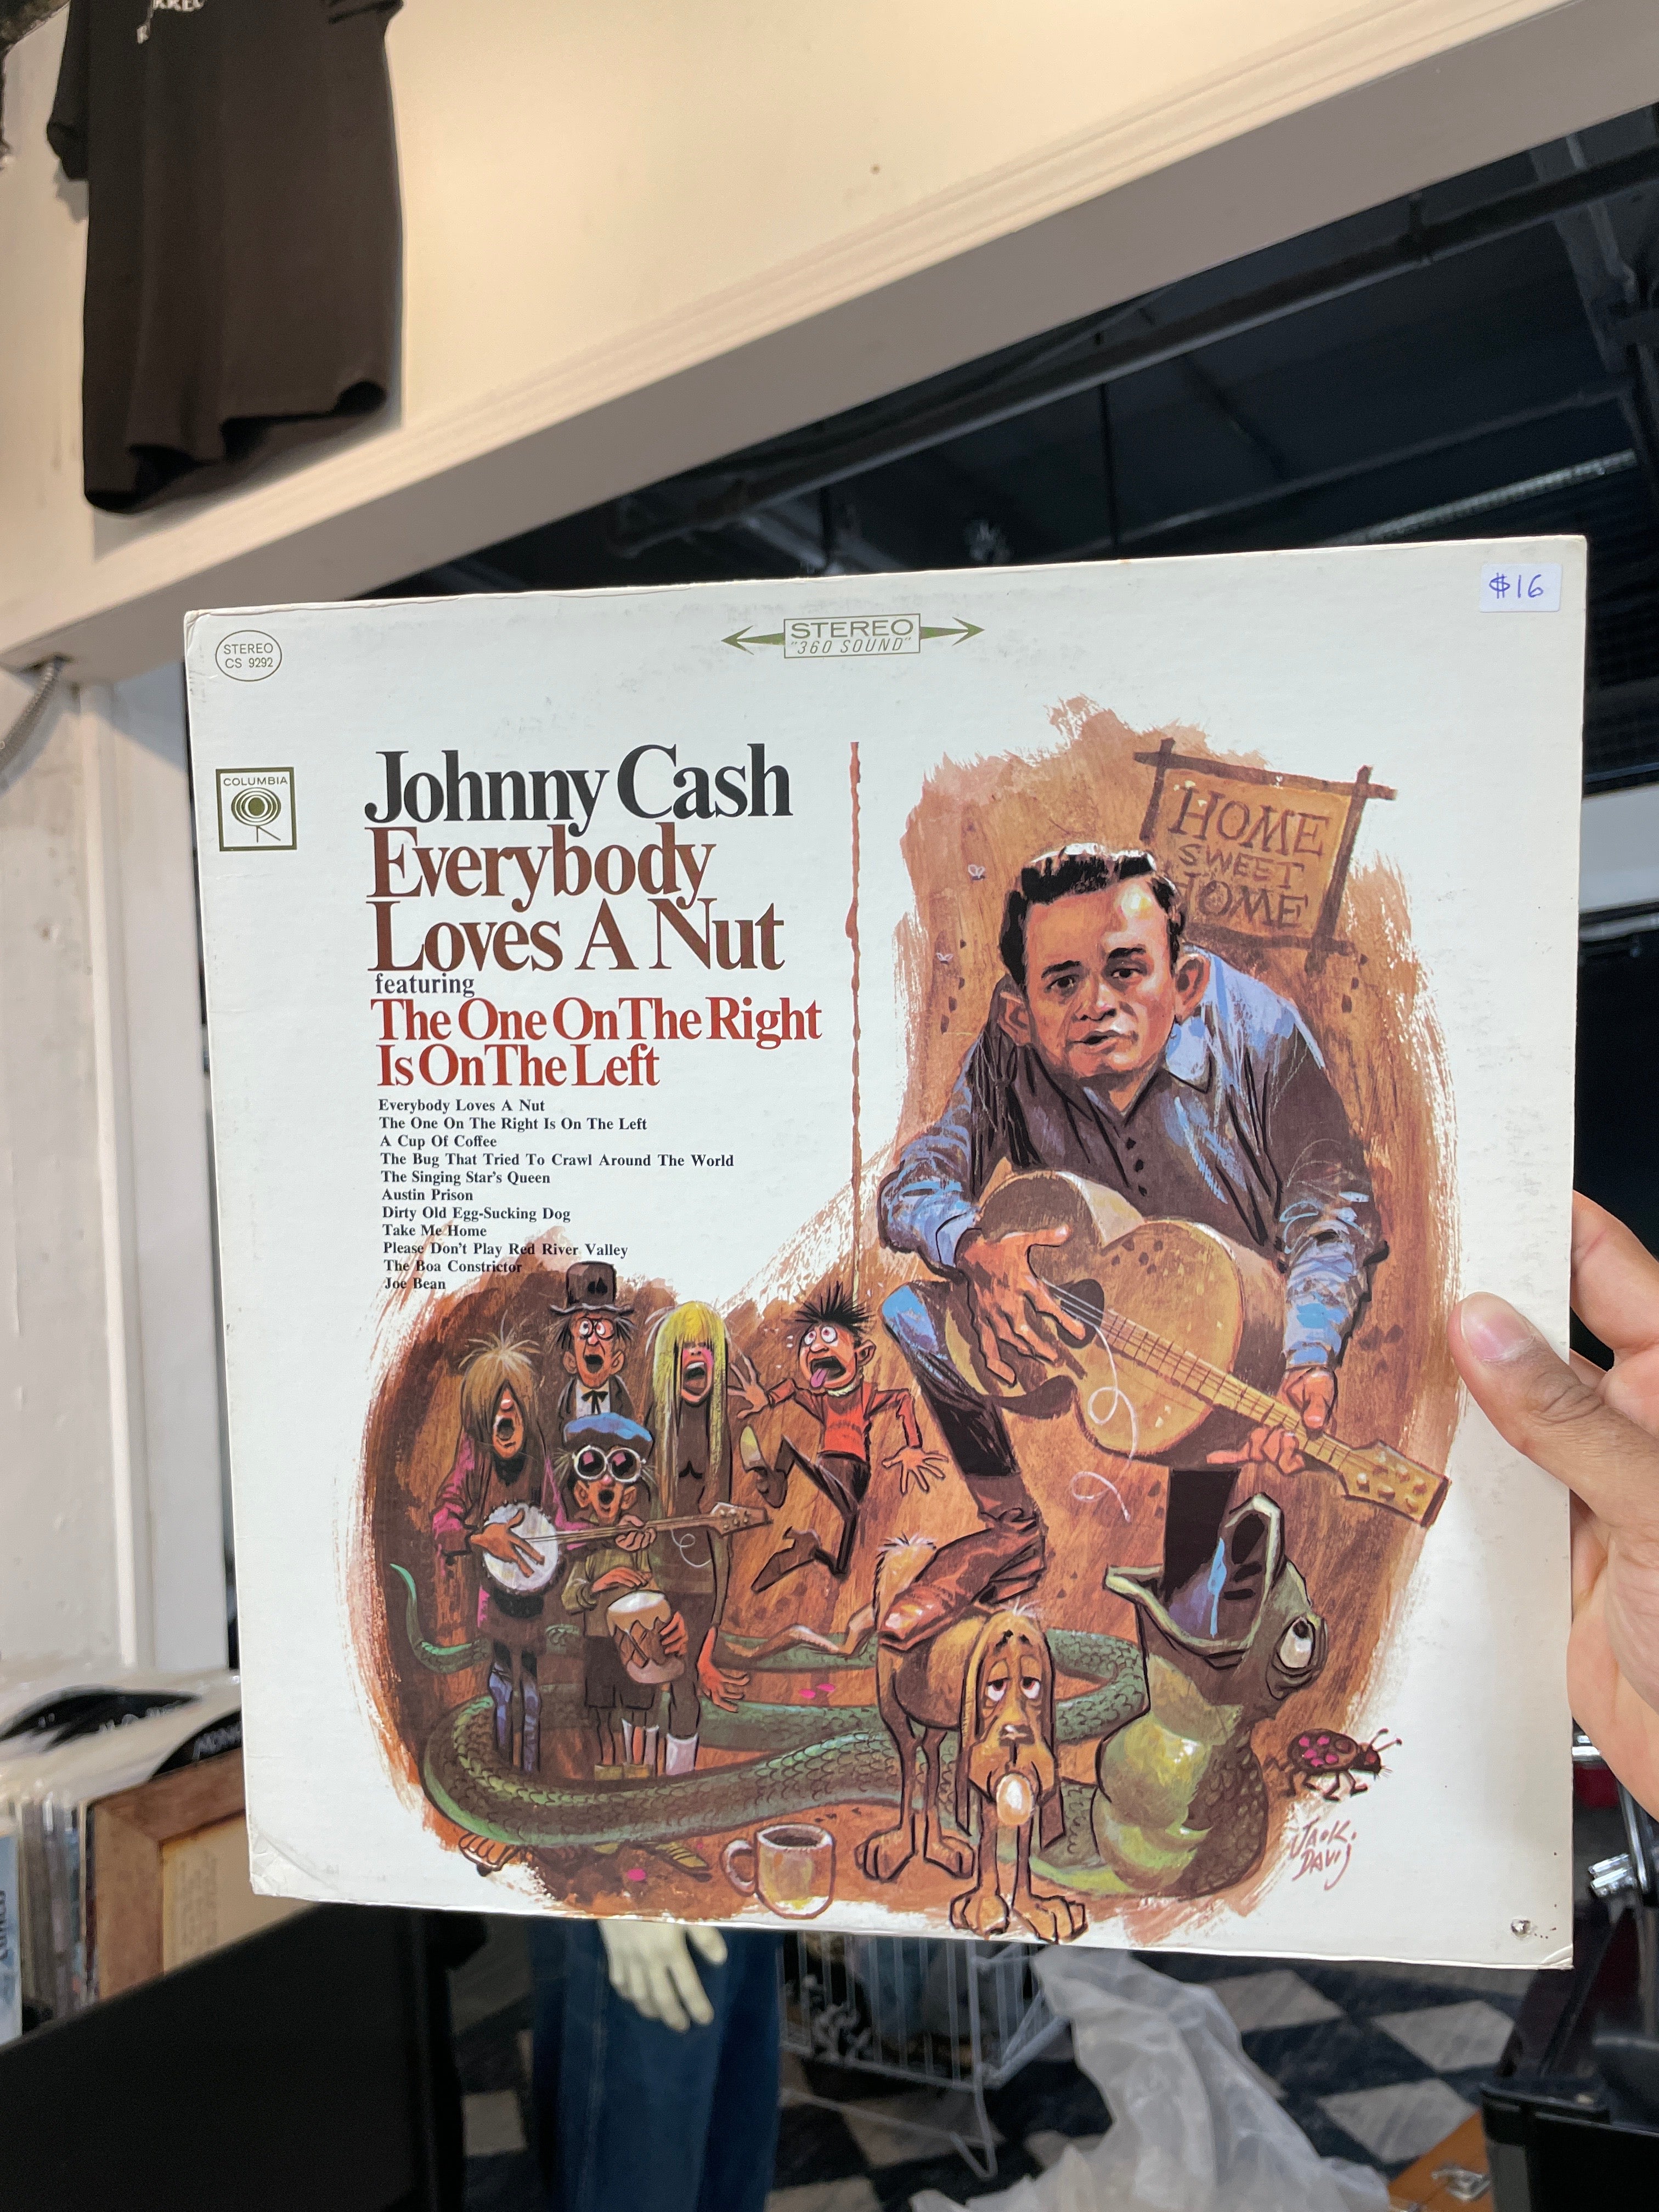 $16
STEREO
CS 9292
STEREO
"360 SOUND"
COLUMBIA
Johnny Cash
Everybody
Loves A Nut
featuring
The One On The Right
Is On The Left
Everybody Loves A Nut
The One On The Right Is On The Left
A Cup Of Coffee
The Bug That Tried To Crawl Around The World
The Singing Star's Queen
Austin Prison
Dirty Old Egg-Sucking Dog
Take Me Home
Please Don't Play Red River Valley
The Boa Constrictor
Joe Bean
HOME
SWEET
HOME
JACK
DAVIS